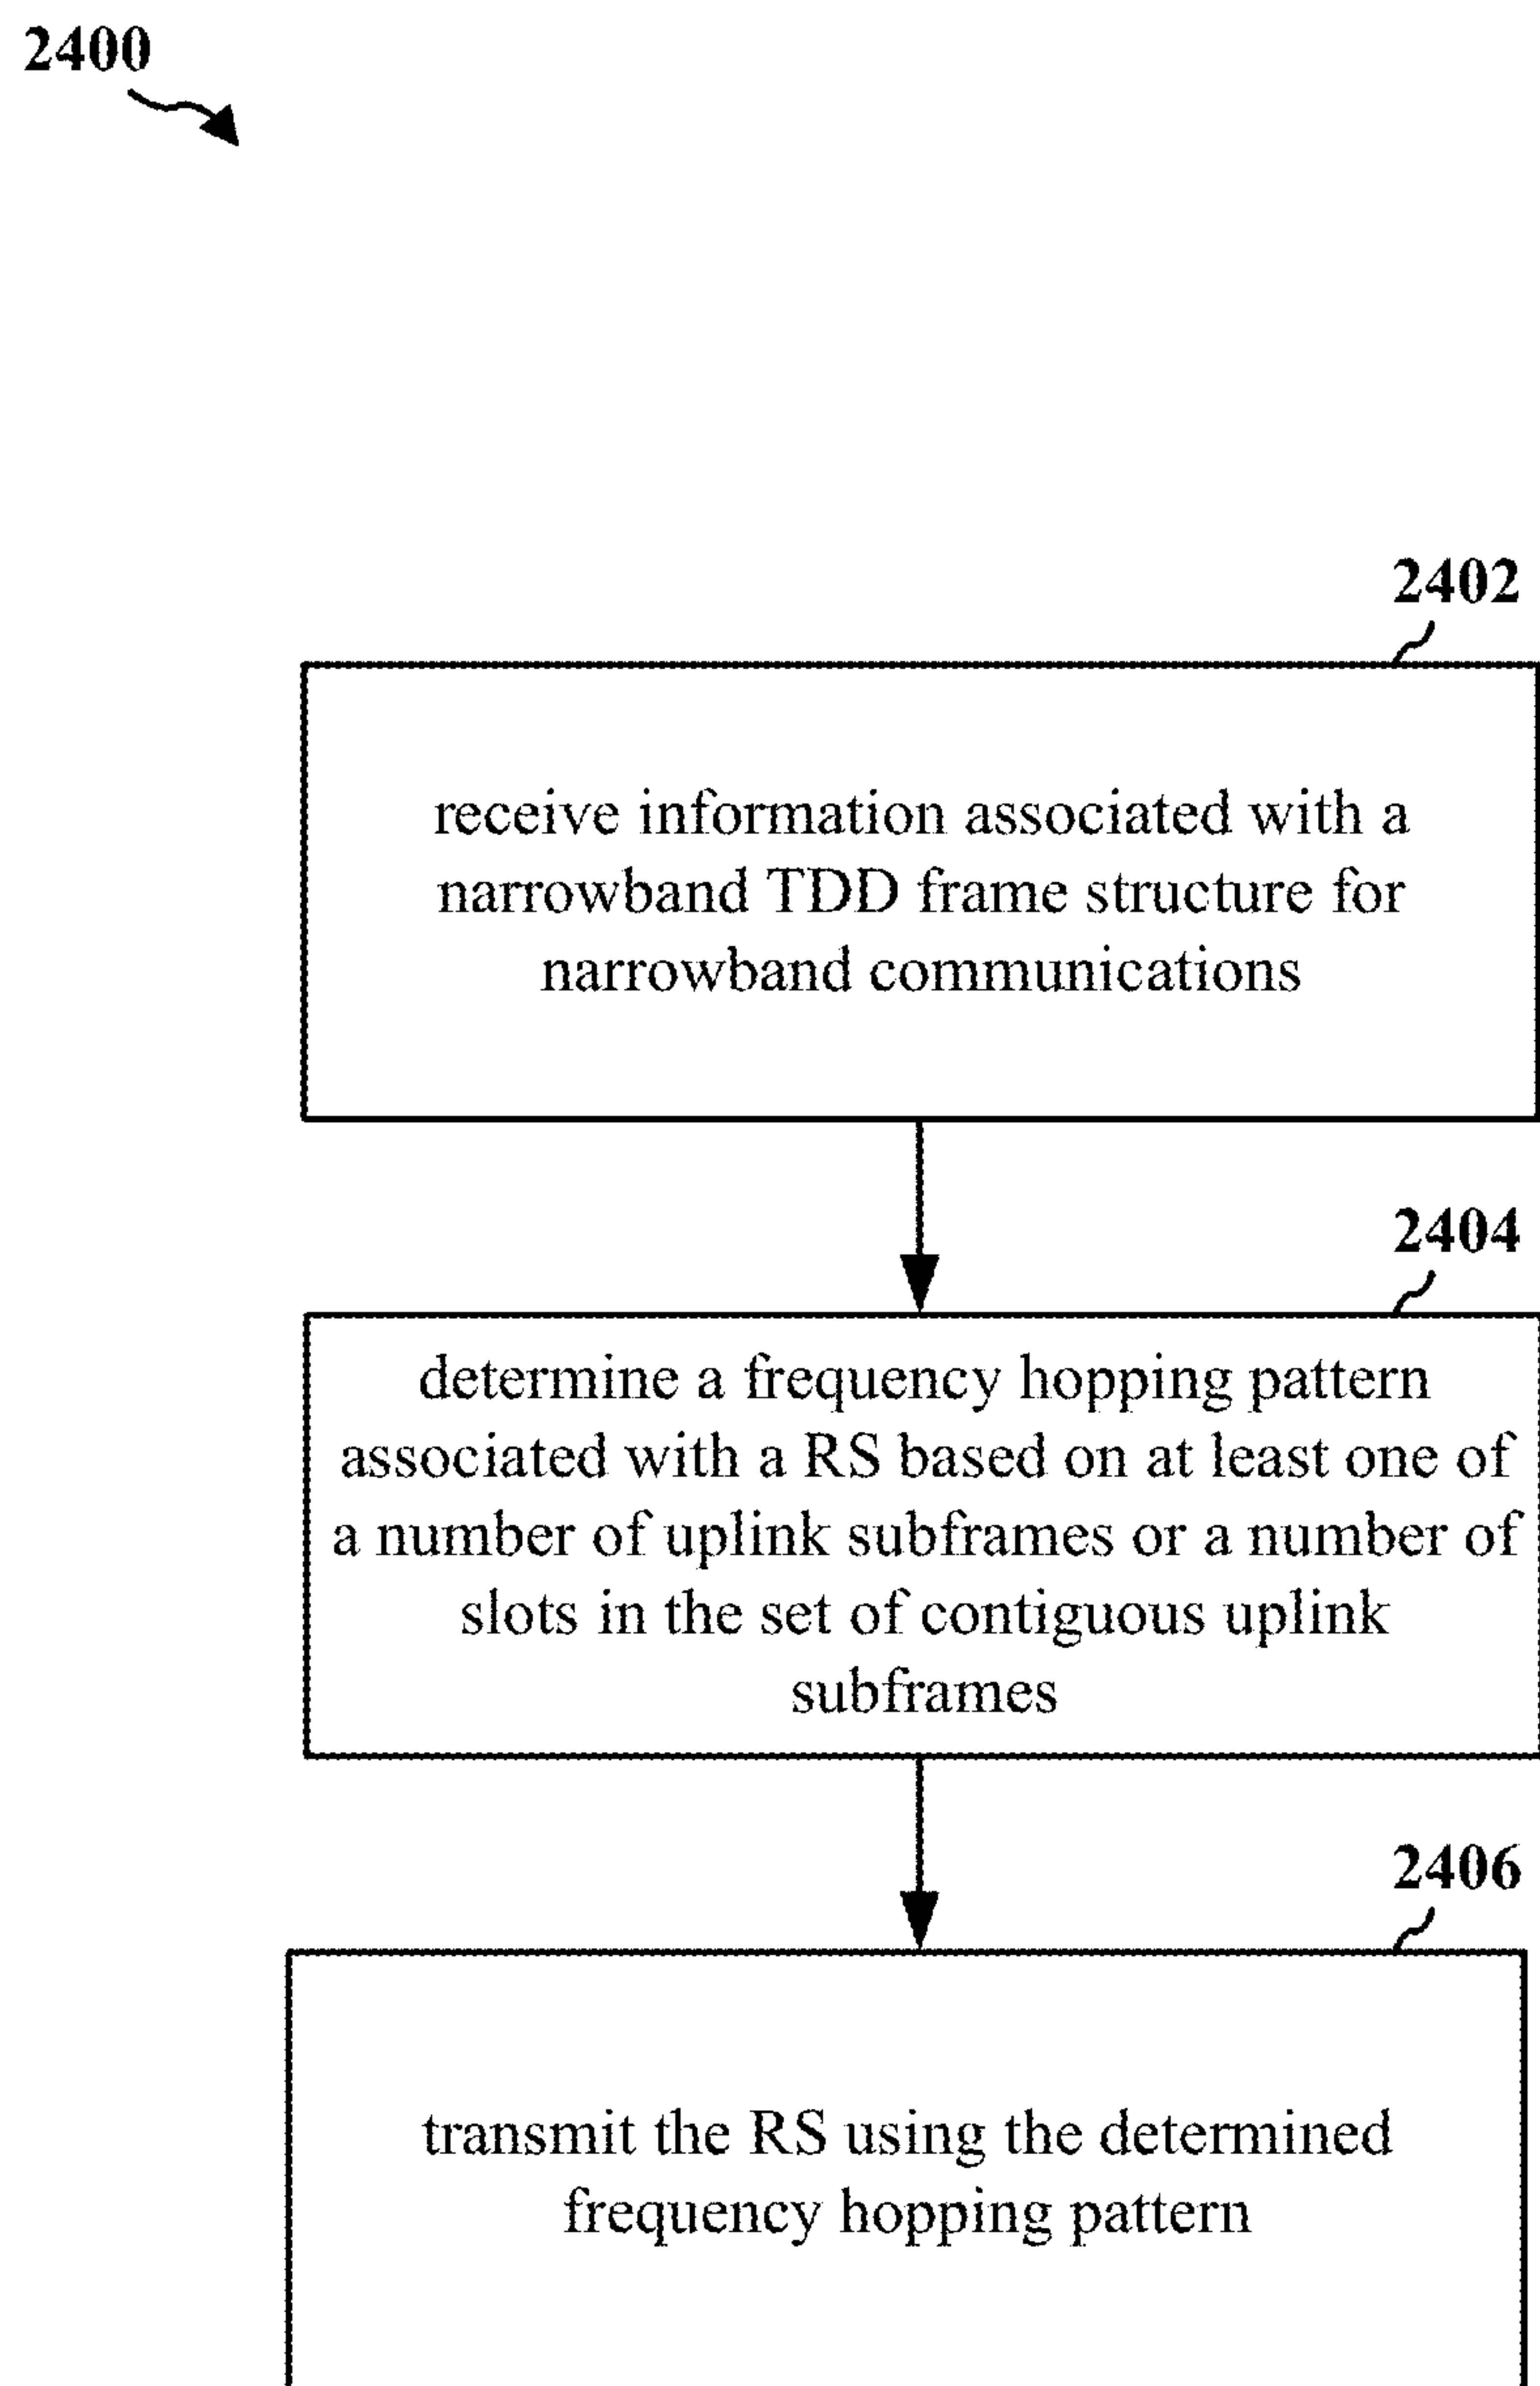 2400
2402
receive information associated with a
narrowband TDD frame structure for
narrowband communications
2404
determine a frequency hopping pattern
associated with a RS based on at least one of
a number of uplink subframes or a number of
slots in the set of contiguous uplink
subframes
2406
transmit the RS using the determined
frequency hopping pattern